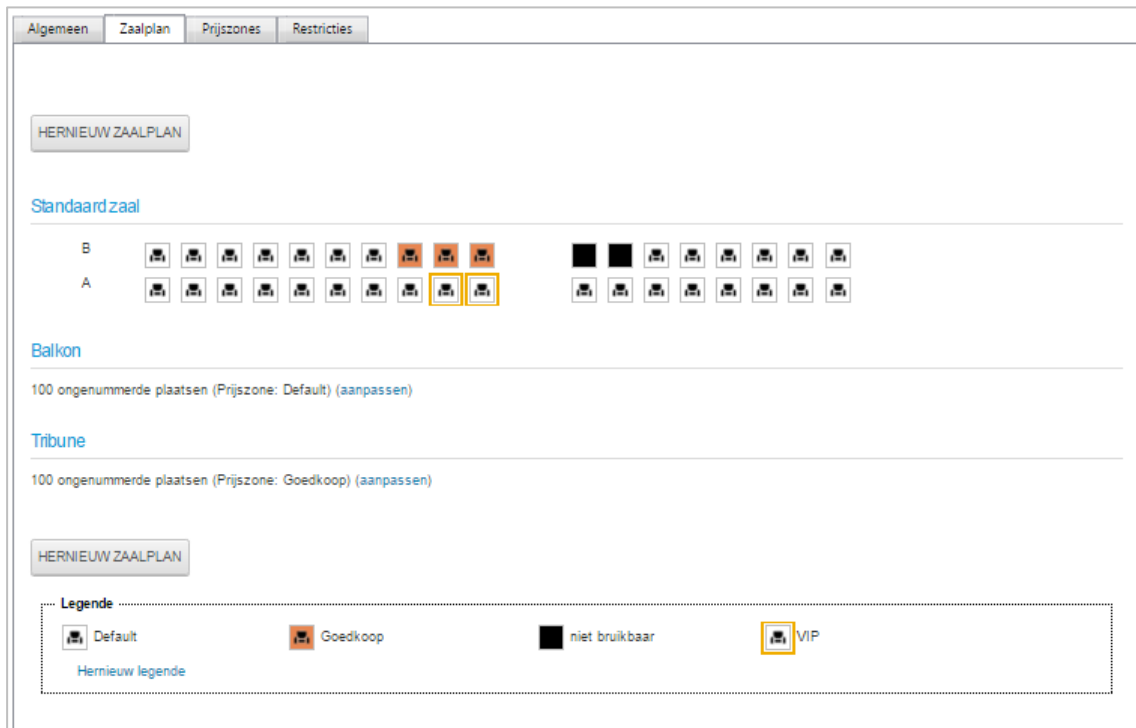 Algemeen Zaalplan Prijszones Restricties
HERNIEUW ZAALPLAN
Standaard zaal
B
A
Balkon
100 ongenummerde plaatsen (Prijszone: Default) (aanpassen)
Tribune
100 ongenummerde plaatsen (Prijszone: Goedkoop) (aanpassen)
HERNIEUW ZAALPLAN
Legende
Default Goedkoop niet bruikbaar VIP
Hernieuw legende